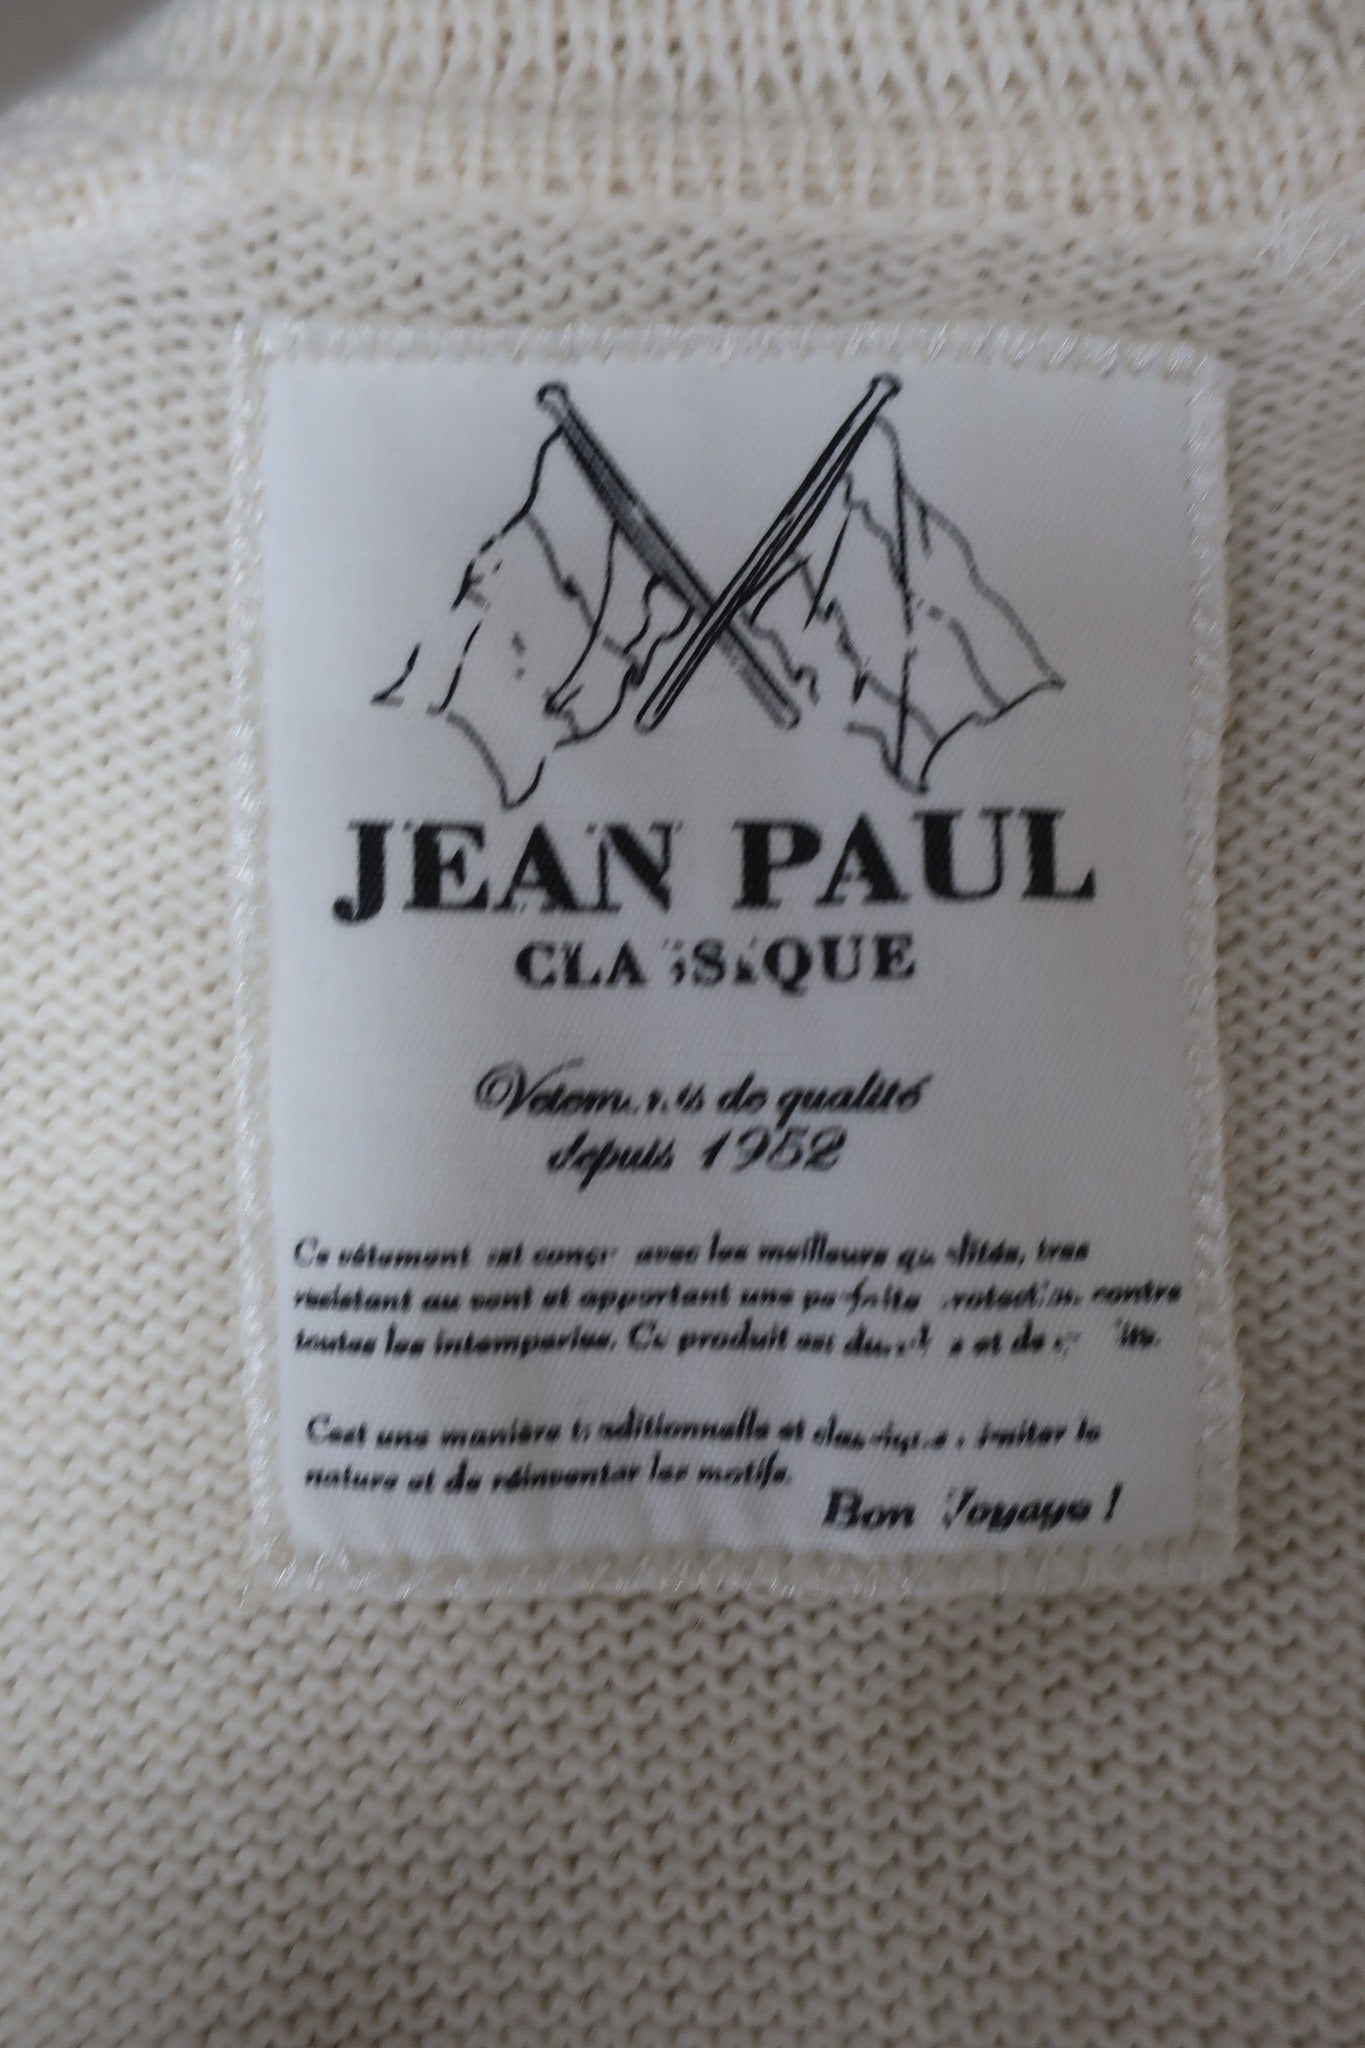 JEAN PAUL
CLASSIQUE
Vetements de qualité
depuis 1952
Ce vêtement est conçu avec les meilleurs qualités, tres
resistant au vent et apportant une parfaite protection contre
toutes les intemperies. Ce produit est durable et de
C'est une manière traditionnelle et classique imiter la
nature et de réinventer les motifs.
Bon Voyage !